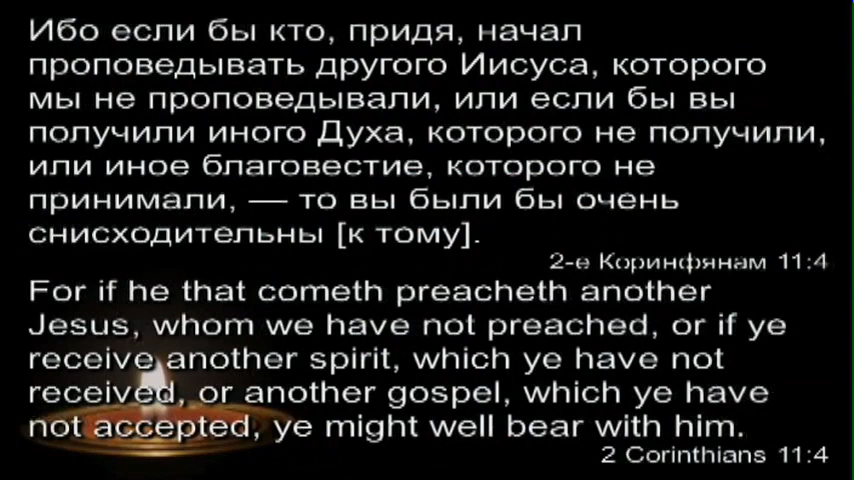 Ибо если бы кто, придя, начал
проповедывать другого Иисуса, которого
мы не проповедывали, или если бы вы
получили иного Духа, которого не получили,
или иное благовестие, которого не
принимали, — то вы были бы очень
снисходительны [к тому].
2-е Коринфянам 11:4
For if he that cometh preacheth another
Jesus, whom we have not preached, or if ye
receive another spirit, which ye have not
received, or another gospel, which ye have
not accepted, ye might well bear with him.
2 Corinthians 11:4